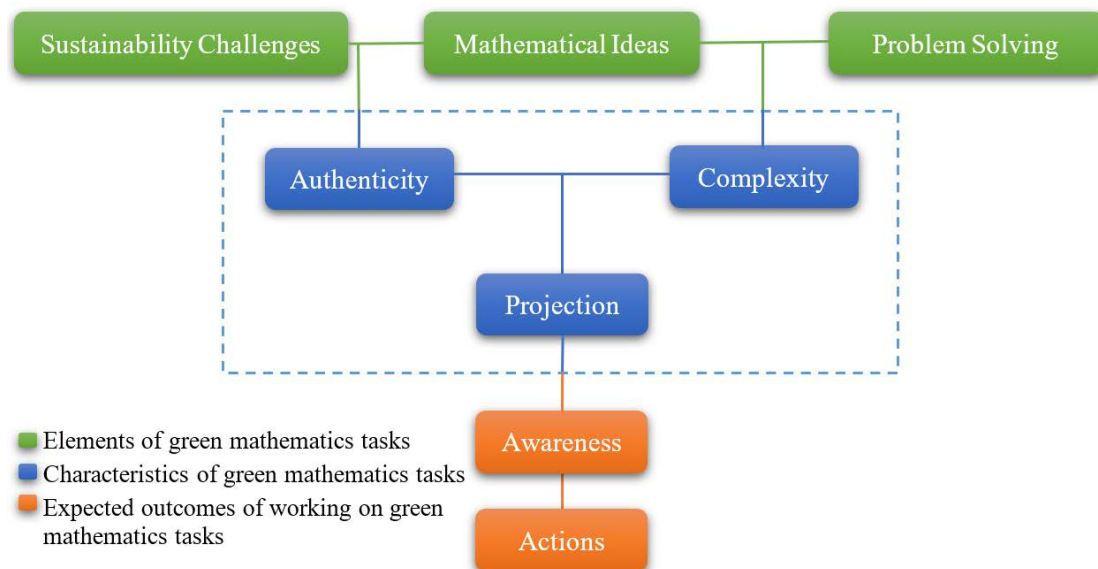 Sustainability Challenges
Mathematical Ideas
Problem Solving
Authenticity
Complexity
Projection
Awareness
Actions
Elements of green mathematics tasks
Characteristics of green mathematics tasks
Expected outcomes of working on green
mathematics tasks